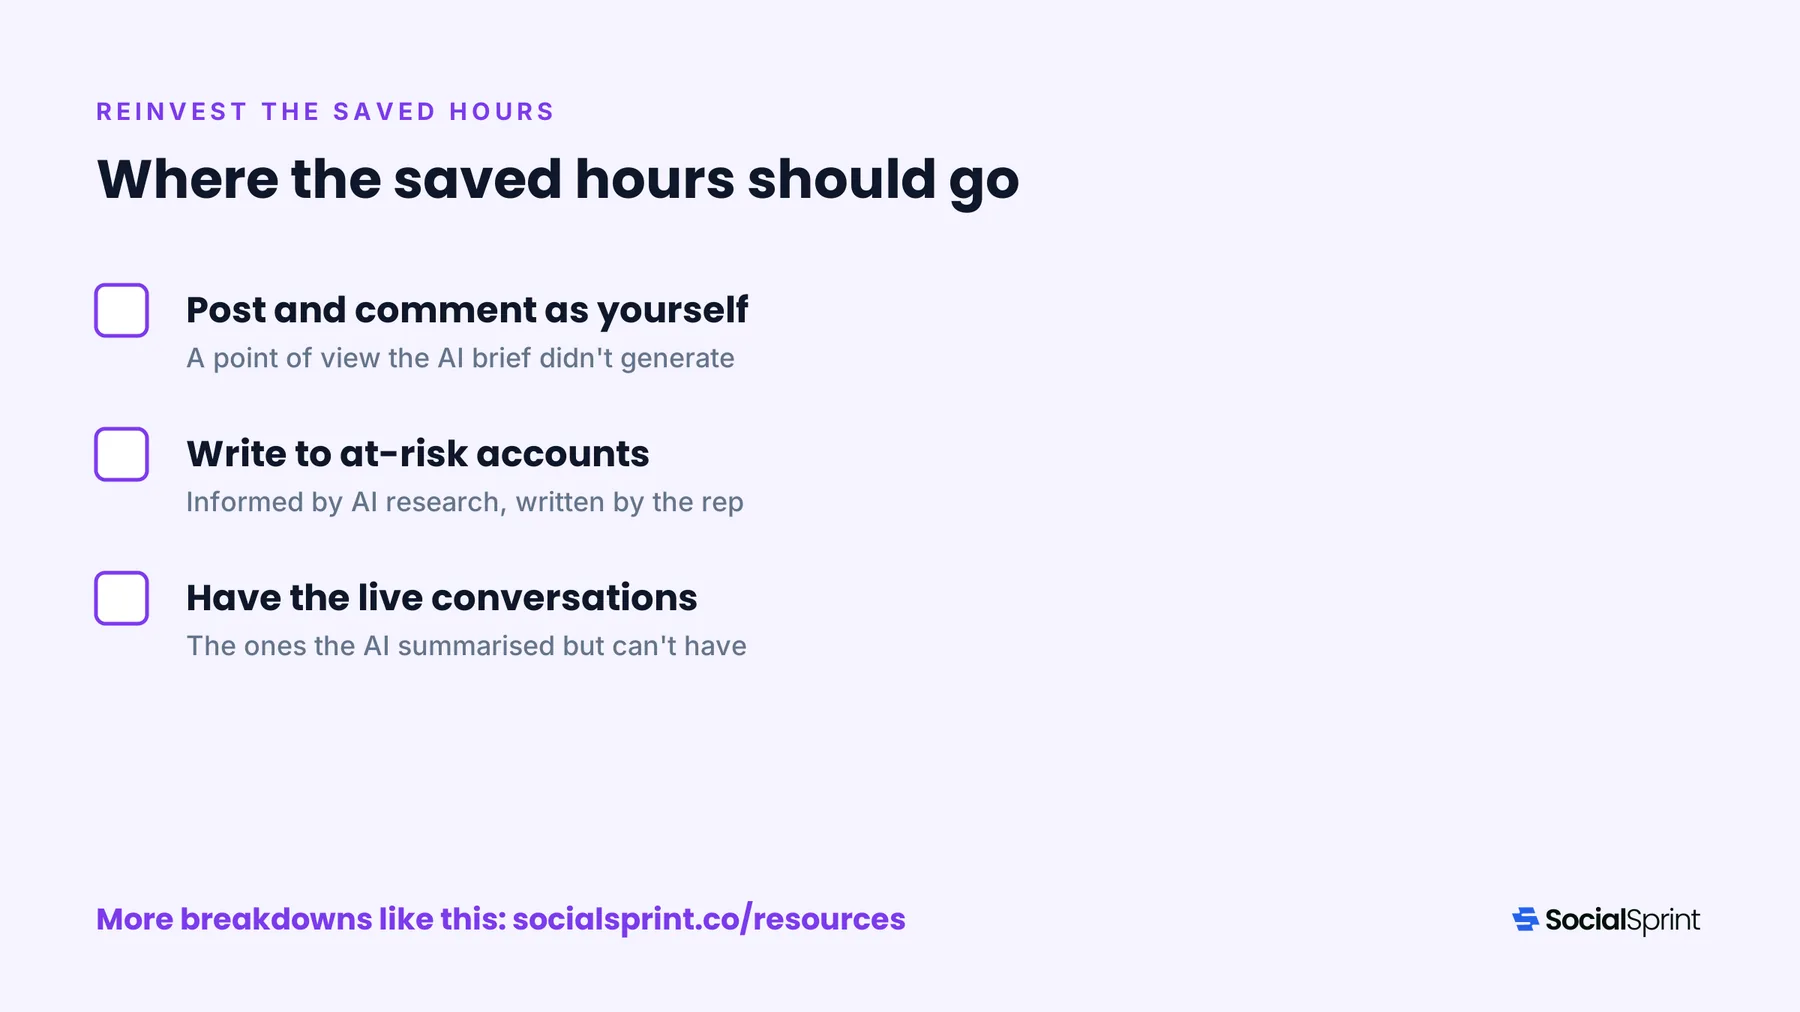 REINVEST THE SAVED HOURS
Where the saved hours should go
Post and comment as yourself
A point of view the AI brief didn't generate
Write to at-risk accounts
Informed by AI research, written by the rep
Have the live conversations
The ones the AI summarised but can't have
More breakdowns like this: socialsprint.co/resources
SocialSprint